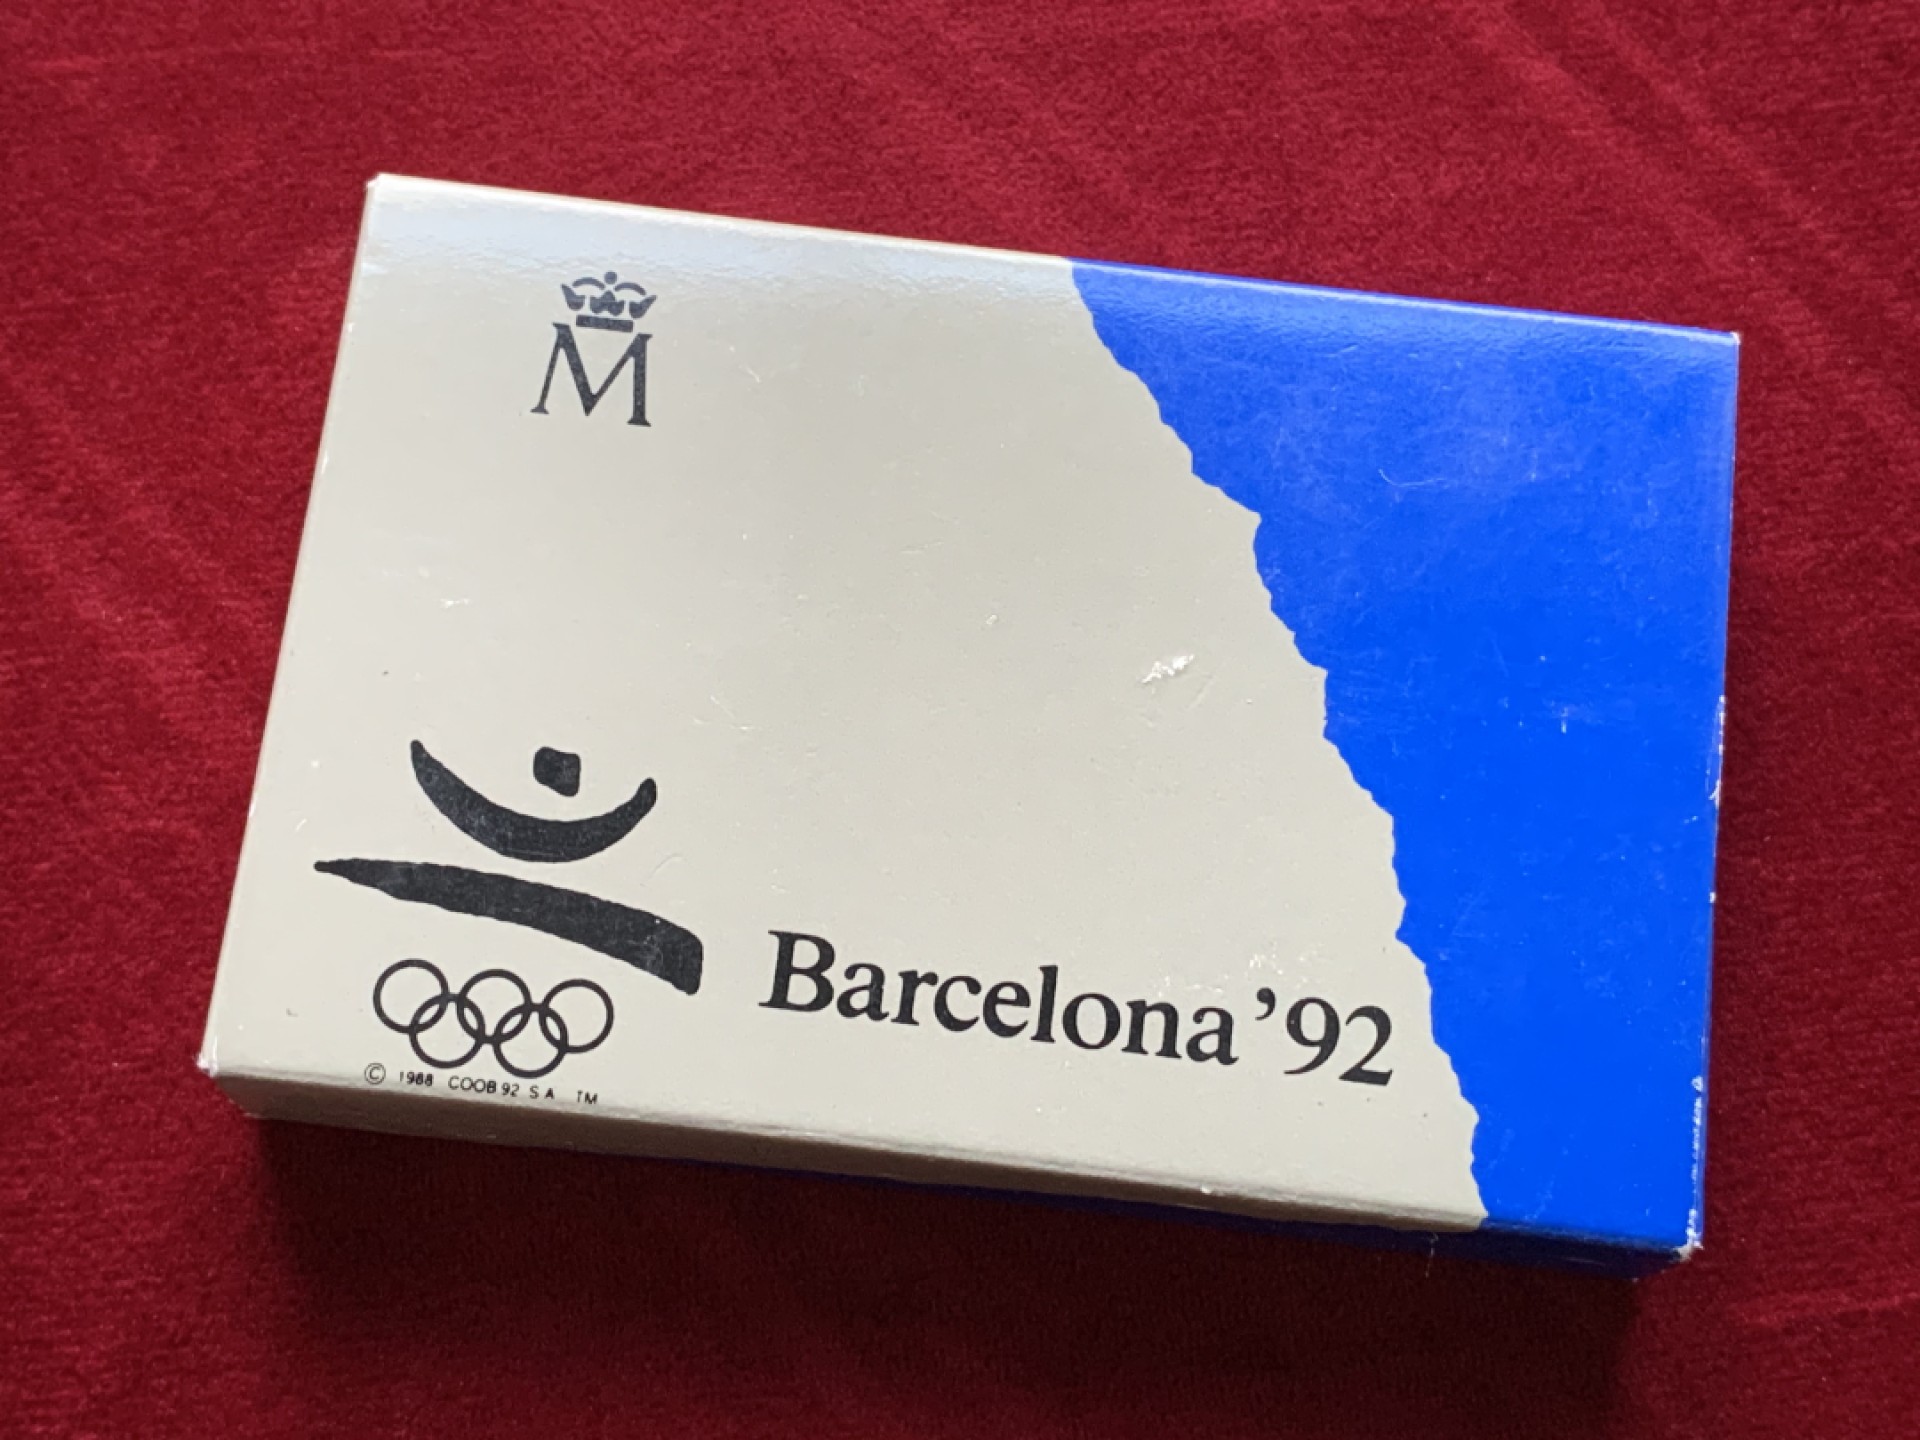 M
Barcelona '92
© 1988 COOB 92 S A TM